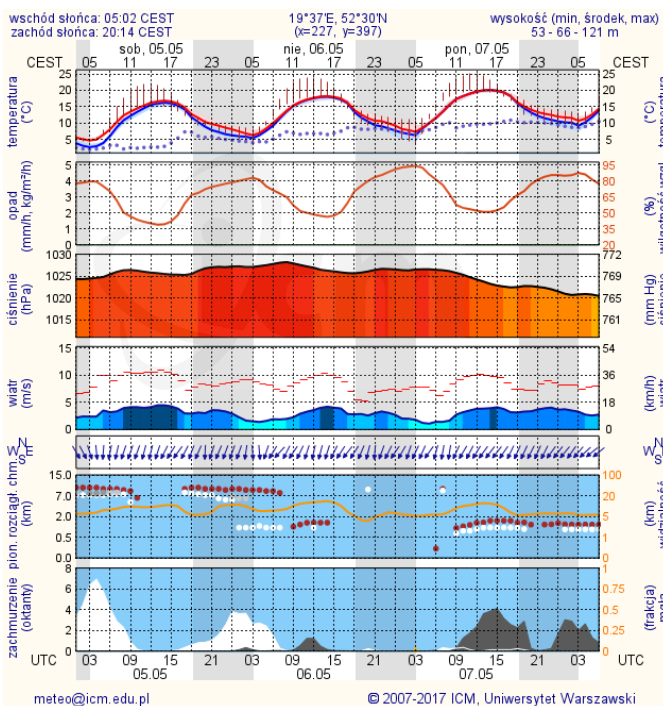 wschód słońca: 05:02 CEST 19°37'E, 52°30'N wysokość (min, środek, max)
zachód słońca: 20:14 CEST (x=227, y=397) 53 - 66 - 121 m
sob, 05.05 nie, 06.05 pon, 07.05
CEST 05 11 17 23 05 11 17 23 05 11 17 23 05 CEST
temperatura
(°C)
25
20
15
10
5
25
20
15
10
5
(°C)
opad
(mm/h, kg/m²/h)
5
4
3
2
1
0
95
80
65
50
35
20
(%)
ciśnienie
(hPa)
1030
1025
1020
1015
772
769
765
761
(mm Hg)
wiatr
(m/s)
15
10
5
0
54
36
18
0
(km/h)
N
W E
S
N
W
S
pion. rozciągł. chm.
(km)
15.0
7.0
2.0
0.5
0.0
100
20
5
1
0
(km)
widzialność
zachmurzenie
(oktanty)
8
6
4
2
0
1
0.75
0.5
0.25
0
(frakcja)
UTC 03 09 15 21 03 09 15 21 03 09 15 21 03 UTC
05.05 06.05 07.05
meteo@icm.edu.pl © 2007-2017 ICM, Uniwersytet Warszawski